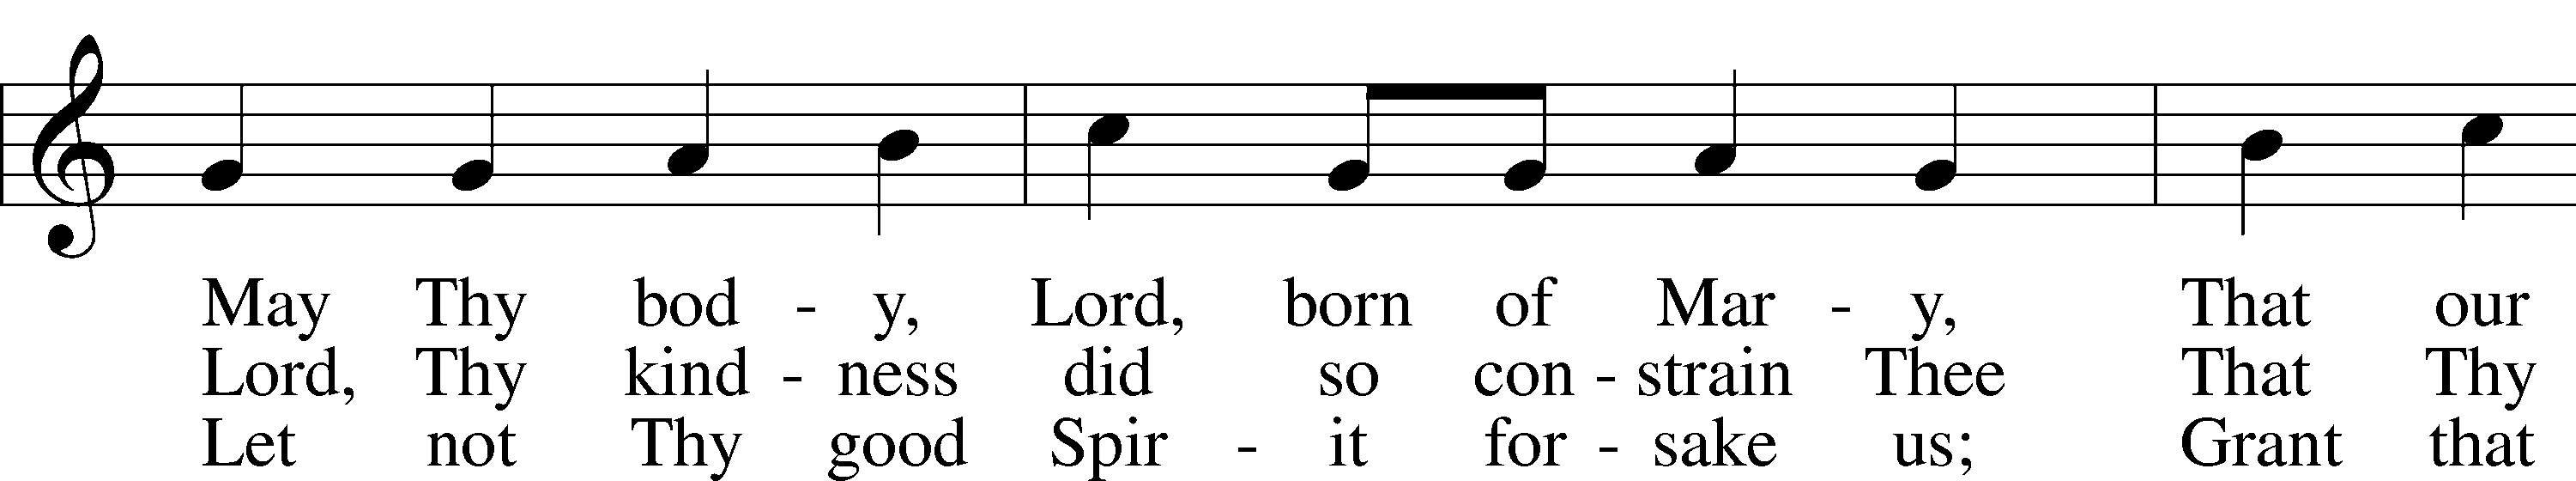 May Thy bod - y, Lord, born of Mar - y, That our
Lord, Thy kind - ness did so con - strain Thee That Thy
Let not Thy good Spir - it for - sake us; Grant that